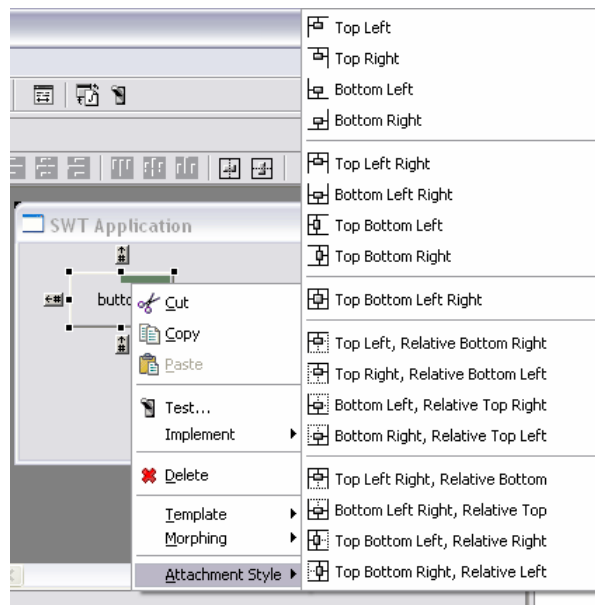 SWT Application
butto
Cut
Copy
Paste
Test...
Implement
Delete
Template
Morphing
Attachment Style
Top Left
Top Right
Bottom Left
Bottom Right
Top Left Right
Bottom Left Right
Top Bottom Left
Top Bottom Right
Top Bottom Left Right
Top Left, Relative Bottom Right
Top Right, Relative Bottom Left
Bottom Left, Relative Top Right
Bottom Right, Relative Top Left
Top Left Right, Relative Bottom
Bottom Left Right, Relative Top
Top Bottom Left, Relative Right
Top Bottom Right, Relative Left